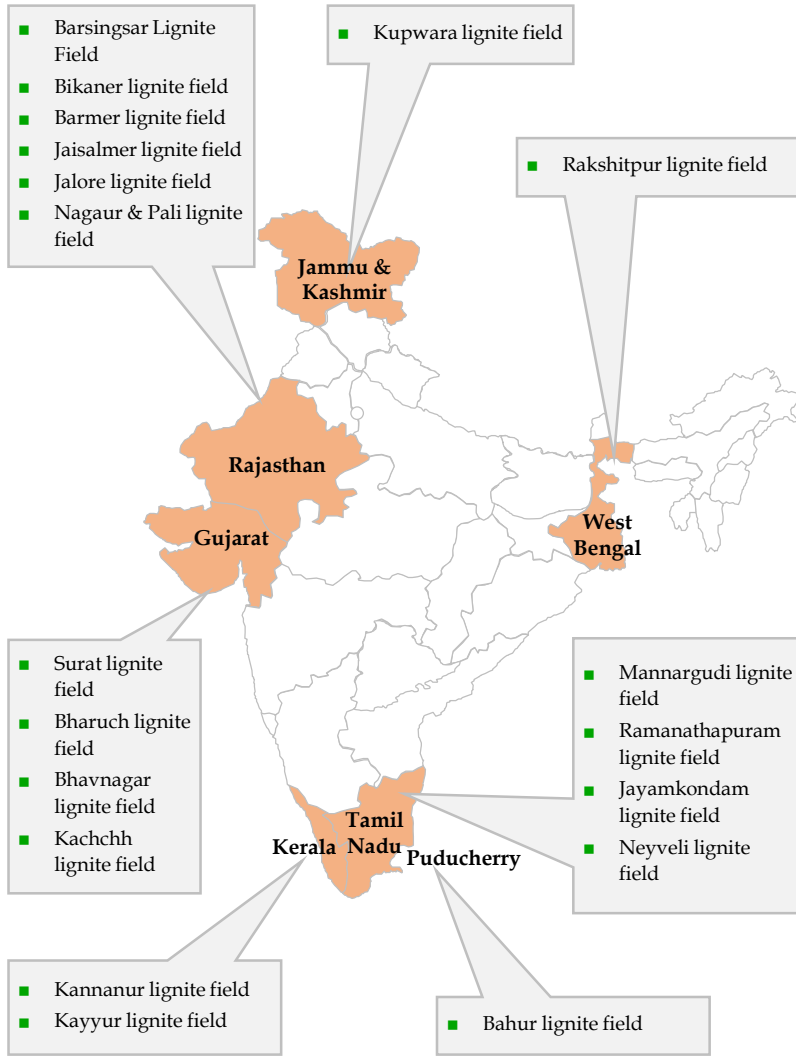 Barsingsar Lignite
Field
Bikaner lignite field
Barmer lignite field
Jaisalmer lignite field
Jalore lignite field
Nagaur & Pali lignite
field
Kupwara lignite field
Rakshitpur lignite field
Jammu &
Kashmir
Rajasthan
Gujarat
West
Bengal
Surat lignite
field
Bharuch lignite
field
Bhavnagar
lignite field
Kachchh
lignite field
Mannargudi lignite
field
Ramanathapuram
lignite field
Jayamkondam
lignite field
Neyveli lignite
field
Tamil
Nadu
Kerala
Puducherry
Kannanur lignite field
Kayyur lignite field
Bahur lignite field